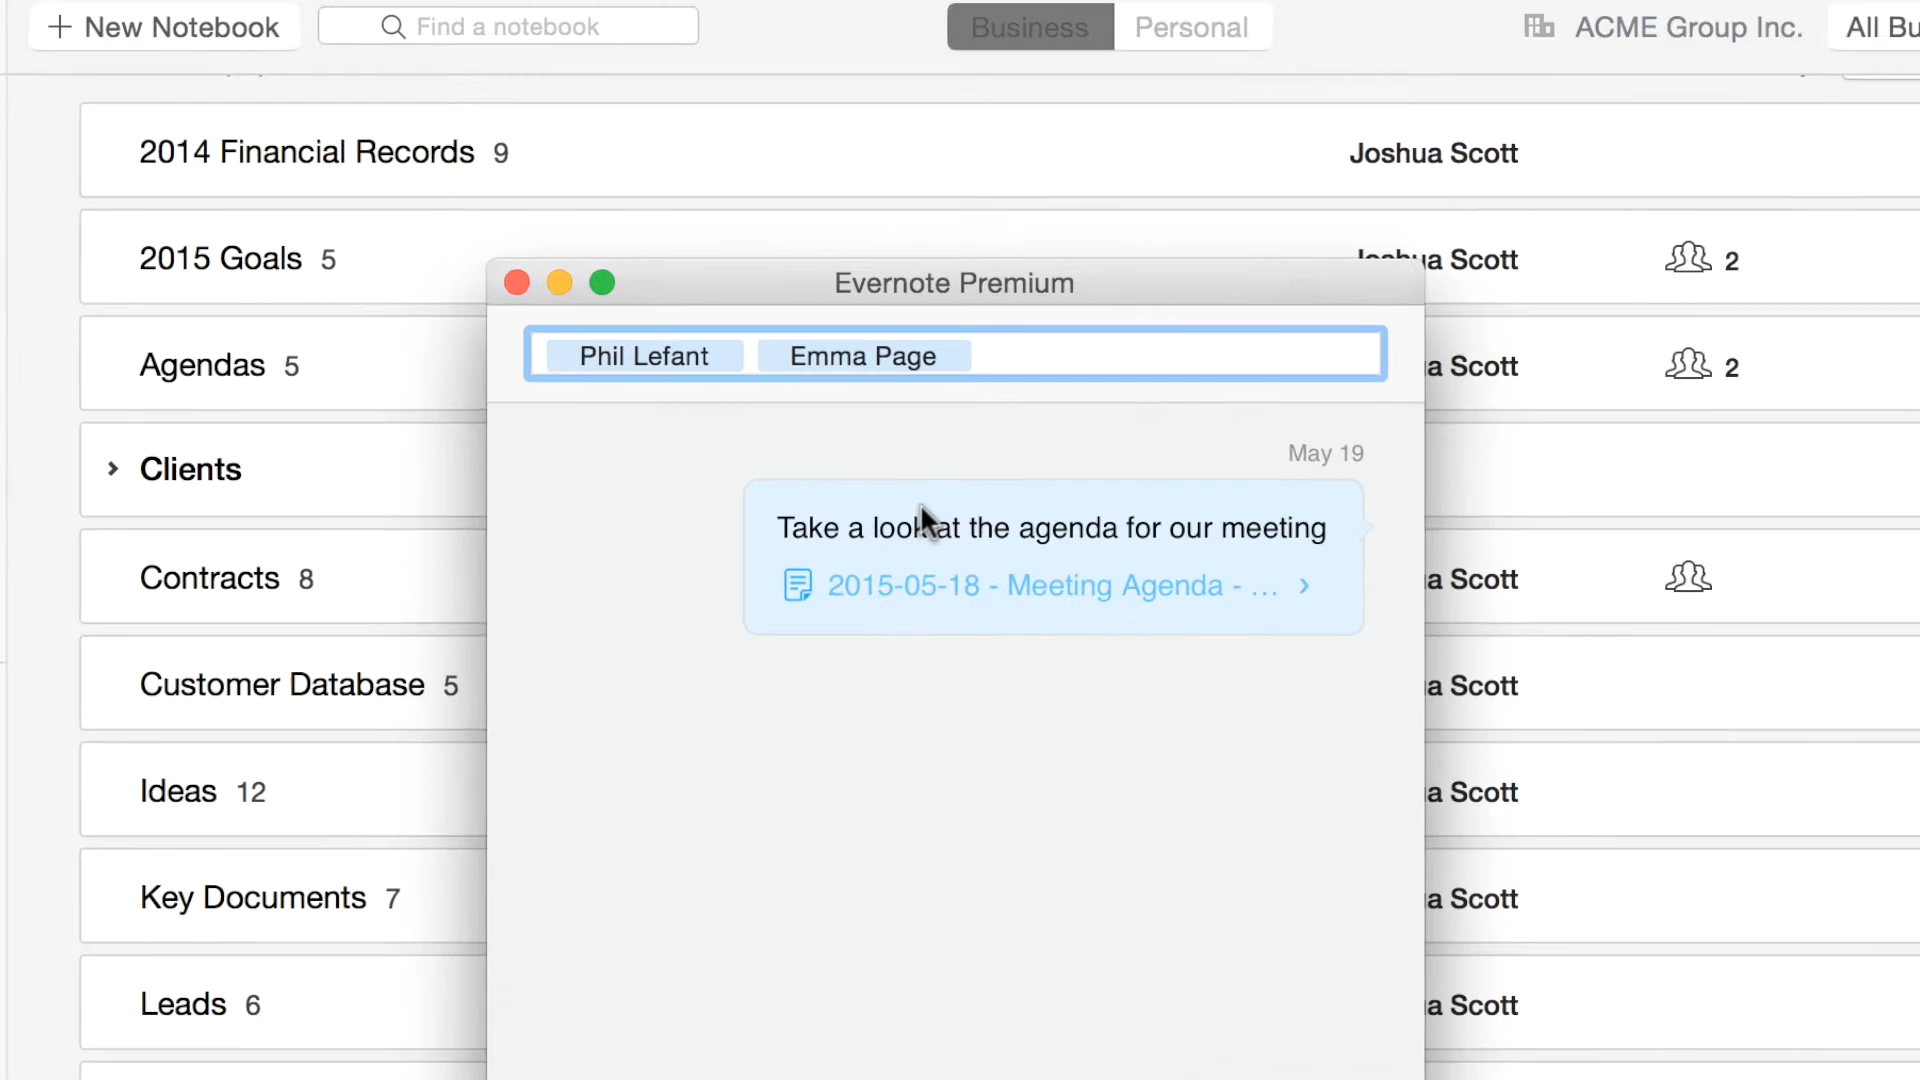 New Notebook
Find a notebook
Business
Personal
ACME Group Inc.
All Bu
2014 Financial Records 9
Joshua Scott
2015 Goals 5
Joshua Scott
2
Evernote Premium
Phil Lefant
Emma Page
Agendas 5
a Scott
2
May 19
Clients
Take a look at the agenda for our meeting
2015-05-18 - Meeting Agenda - ...
Contracts 8
a Scott
Customer Database 5
a Scott
Ideas 12
a Scott
Key Documents 7
a Scott
Leads 6
a Scott